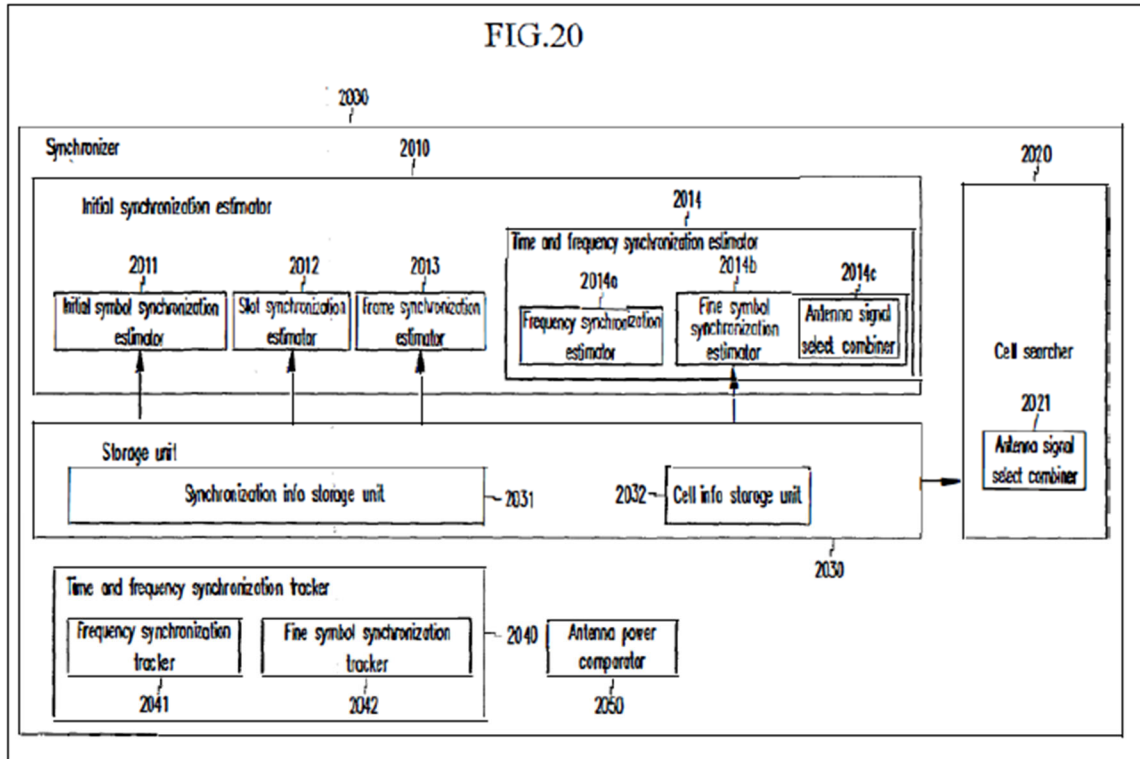 FIG.20
2000
Synchronizer
2010
2020
Initial synchronization estimator
2014
Time and frequency synchronization estimator
2011
2012
2013
2014a
2014b
2014c
Initial symbol synchronization
estimator
Slot synchronization
estimator
Frame synchronization
estimator
Frequency synchronization
estimator
Fine symbol
synchronization
estimator
Antenna signal
select combiner
Cell searcher
2021
Antenna signal
select combiner
Storage unit
Synchronization info storage unit
2031
2032
Cell info storage unit
2030
Time and frequency synchronization tracker
Frequency synchronization
tracker
Fine symbol synchronization
tracker
2040
Antenna power
comparator
2041
2042
2050